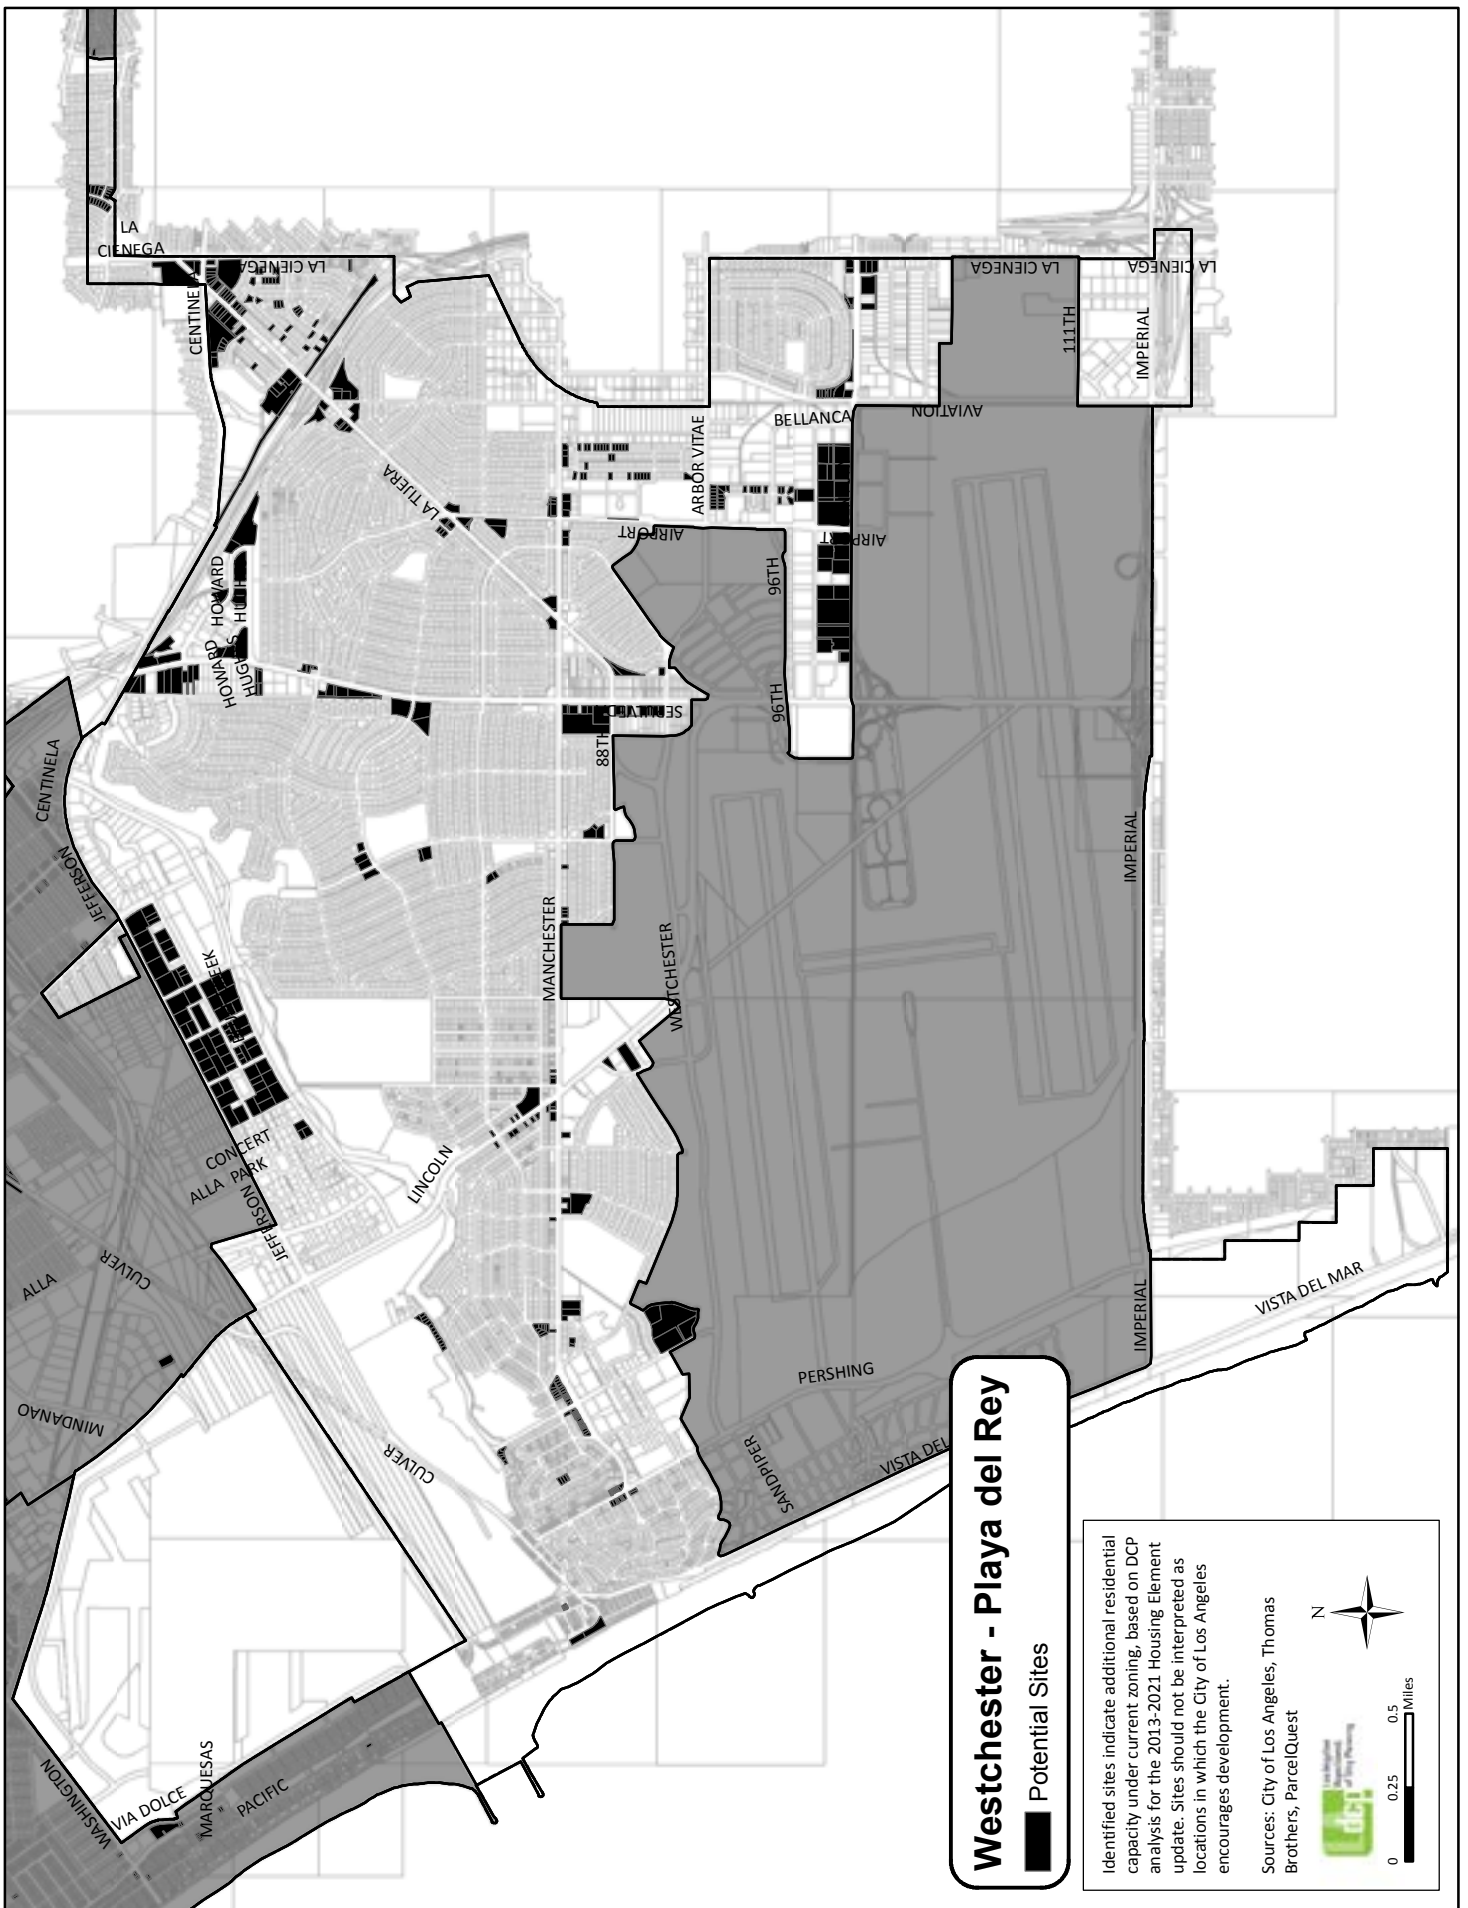 LA
CIENEGA
LA CIENEGA
LA CIENEGA
LA CIENEGA
CENTINELA
111TH
IMPERIAL
AVIATION
BELLANCA
ARBOR VITAE
LA TIJERA
AIRPORT
AIRPORT
HOWARD
HUGHES
HOWARD
HUGHES
96TH
96TH
SEPULVEDA
88TH
CENTINELA
JEFFERSON
IMPERIAL
MANCHESTER
WESTCHESTER
CREEK
CONCERT
ALLA PARK
JEFFERSON
LINCOLN
ALLA
CULVER
MINDANAO
CULVER
IMPERIAL
VISTA DEL MAR
PERSHING
SANDPIPER
VISTA DEL
WASHINGTON
VIA DOLCE
MARQUESAS
PACIFIC
Westchester - Playa del Rey
Potential Sites
Identified sites indicate additional residential
capacity under current zoning, based on DCP
analysis for the 2013-2021 Housing Element
update. Sites should not be interpreted as
locations in which the City of Los Angeles
encourages development.
Sources: City of Los Angeles, Thomas
Brothers, ParcelQuest
N
dcp
0 0.25 0.5
Miles